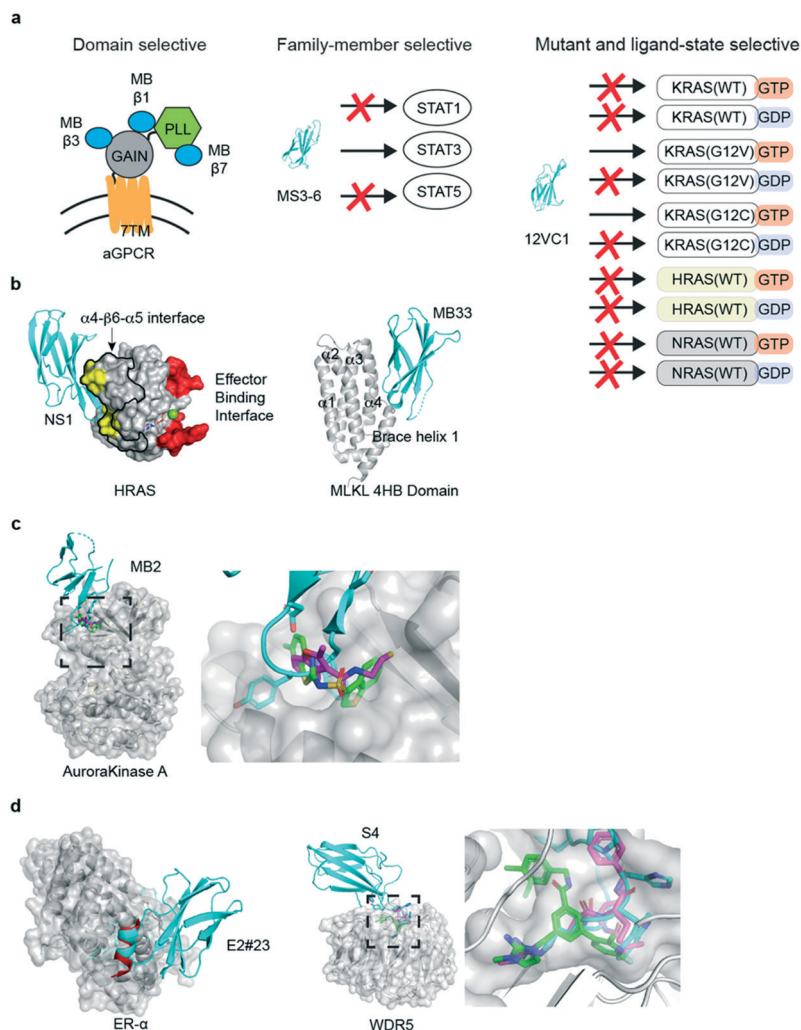 a
Domain selective
MB
β1
MB
β3
PLL
GAIN
MB
β7
7TM
aGPCR
Family-member selective
STAT1
STAT3
STAT5
MS3-6
Mutant and ligand-state selective
KRAS(WT) GTP
KRAS(WT) GDP
KRAS(G12V) GTP
KRAS(G12V) GDP
KRAS(G12C) GTP
KRAS(G12C) GDP
HRAS(WT) GTP
HRAS(WT) GDP
NRAS(WT) GTP
NRAS(WT) GDP
12VC1
b
α4-β6-α5 interface
NS1
Effector
Binding
Interface
HRAS
MB33
α2
α3
α1
α4
Brace helix 1
MLKL 4HB Domain
c
MB2
AuroraKinase A
d
E2#23
ER-α
S4
WDR5